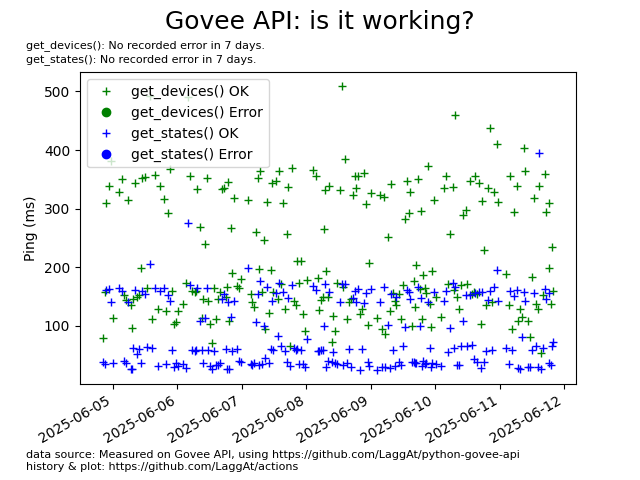 Govee API: is it working?
get_devices(): No recorded error in 7 days.
get_states(): No recorded error in 7 days.
get_devices() OK
get_devices() Error
get_states() OK
get_states() Error
Ping (ms)
500
400
300
200
100
2025-06-05
2025-06-06
2025-06-07
2025-06-08
2025-06-09
2025-06-10
2025-06-11
2025-06-12
data source: Measured on Govee API, using https://github.com/LaggAt/python-govee-api
history & plot: https://github.com/LaggAt/actions